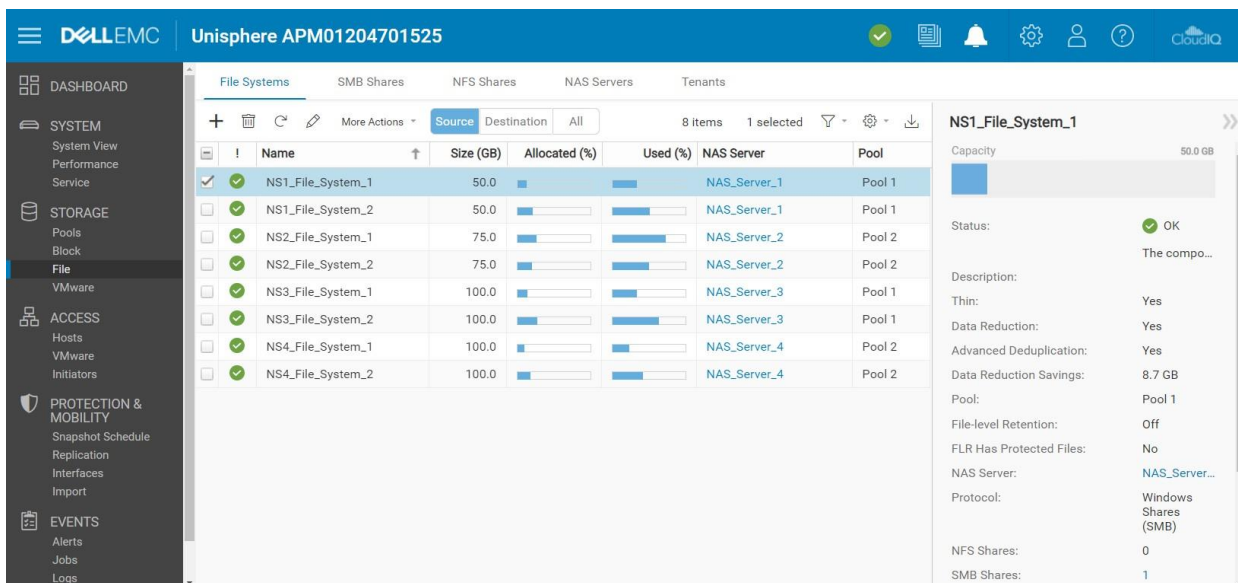 DELLEMC Unisphere APM01204701525 CloudIQ
DASHBOARD
SYSTEM
System View
Performance
Service
STORAGE
Pools
Block
File
VMware
ACCESS
Hosts
VMware
Initiators
PROTECTION &
MOBILITY
Snapshot Schedule
Replication
Interfaces
Import
EVENTS
Alerts
Jobs
Logs
File Systems SMB Shares NFS Shares NAS Servers Tenants
More Actions Source Destination All 8 items 1 selected
! Name Size (GB) Allocated (%) Used (%) NAS Server Pool
NS1_File_System_1 50.0 NAS_Server_1 Pool 1
NS1_File_System_2 50.0 NAS_Server_1 Pool 1
NS2_File_System_1 75.0 NAS_Server_2 Pool 2
NS2_File_System_2 75.0 NAS_Server_2 Pool 2
NS3_File_System_1 100.0 NAS_Server_3 Pool 1
NS3_File_System_2 100.0 NAS_Server_3 Pool 1
NS4_File_System_1 100.0 NAS_Server_4 Pool 2
NS4_File_System_2 100.0 NAS_Server_4 Pool 2
NS1_File_System_1
Capacity 50.0 GB
Status: OK
The compo...
Description:
Thin: Yes
Data Reduction: Yes
Advanced Deduplication: Yes
Data Reduction Savings: 8.7 GB
Pool: Pool 1
File-level Retention: Off
FLR Has Protected Files: No
NAS Server: NAS_Server...
Protocol: Windows
Shares
(SMB)
NFS Shares: 0
SMB Shares: 1